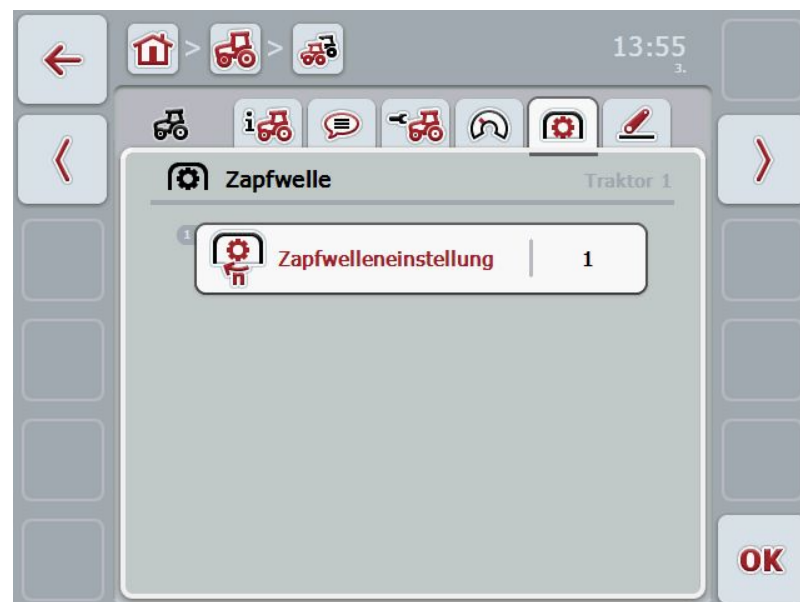 > >
13:55
3.
i
Zapfwelle Traktor 1
1
Zapfwelleneinstellung 1
n
OK